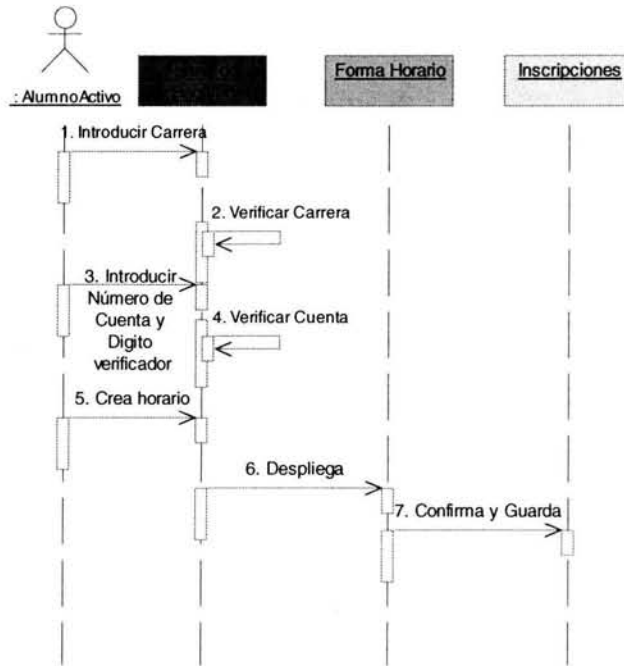 : AlumnoActivo
Forma Horario
Inscripciones
1. Introducir Carrera
2. Verificar Carrera
3. Introducir
Número de
Cuenta y
Digito
verificador
4. Verificar Cuenta
5. Crea horario
6. Despliega
7. Confirma y Guarda